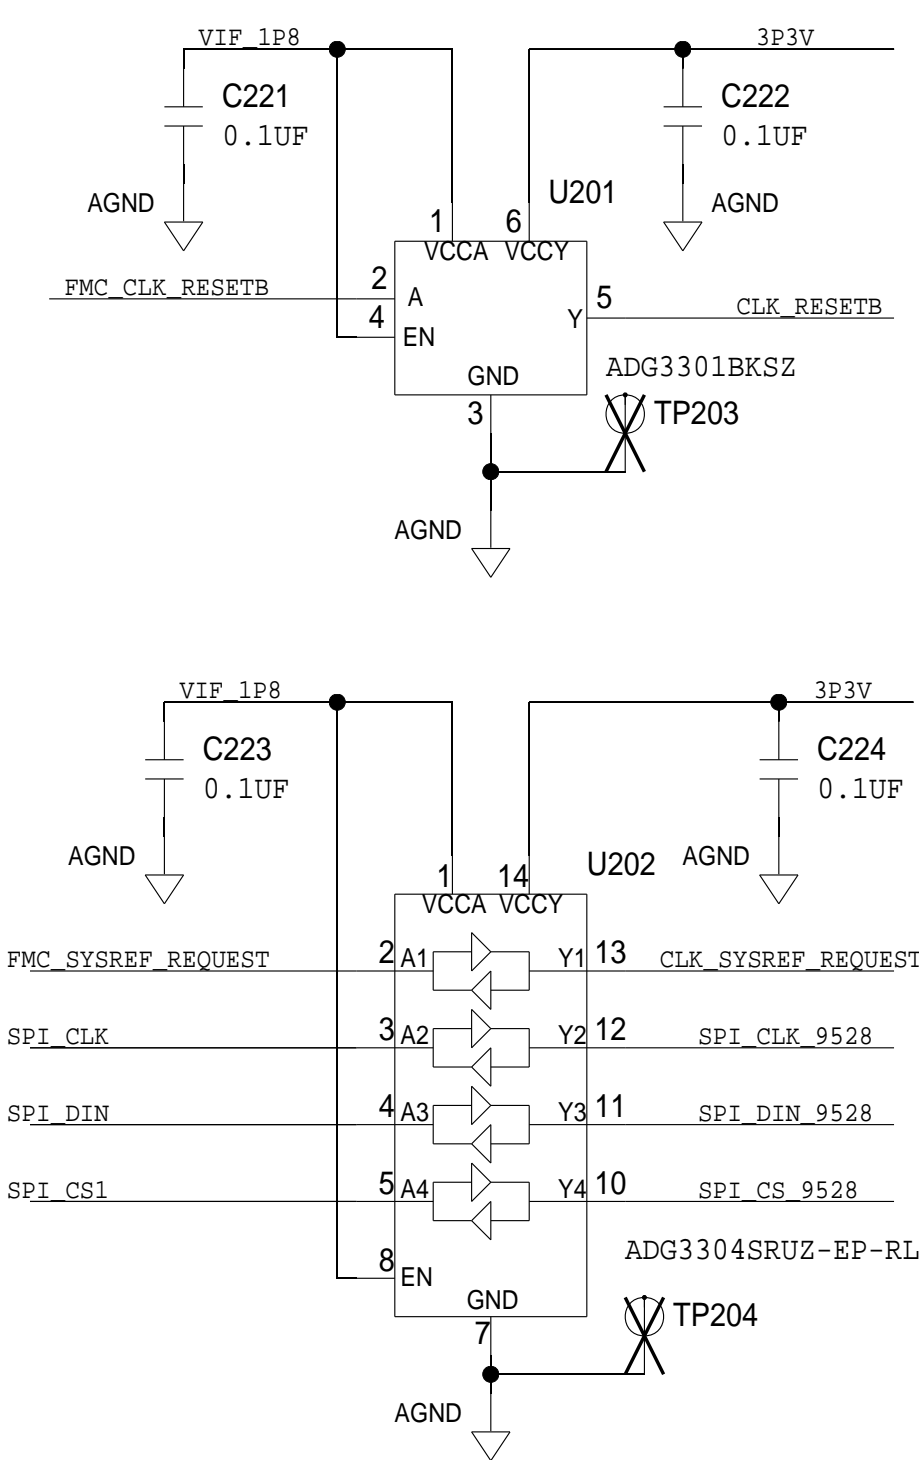 VIF_1P8
3P3V
C221
0.1UF
C222
0.1UF
AGND
U201
AGND
1
6
VCCA
VCCY
FMC_CLK_RESETB
2
A
4
EN
5
Y
CLK_RESETB
GND
ADG3301BKSZ
3
TP203
AGND
VIF_1P8
3P3V
C223
0.1UF
C224
0.1UF
AGND
U202
AGND
1
14
VCCA
VCCY
FMC_SYSREF_REQUEST
2
A1
Y1
13
CLK_SYSREF_REQUEST
SPI_CLK
3
A2
Y2
12
SPI_CLK_9528
SPI_DIN
4
A3
Y3
11
SPI_DIN_9528
SPI_CS1
5
A4
Y4
10
SPI_CS_9528
ADG3304SRUZ-EP-RL
8
EN
GND
7
TP204
AGND